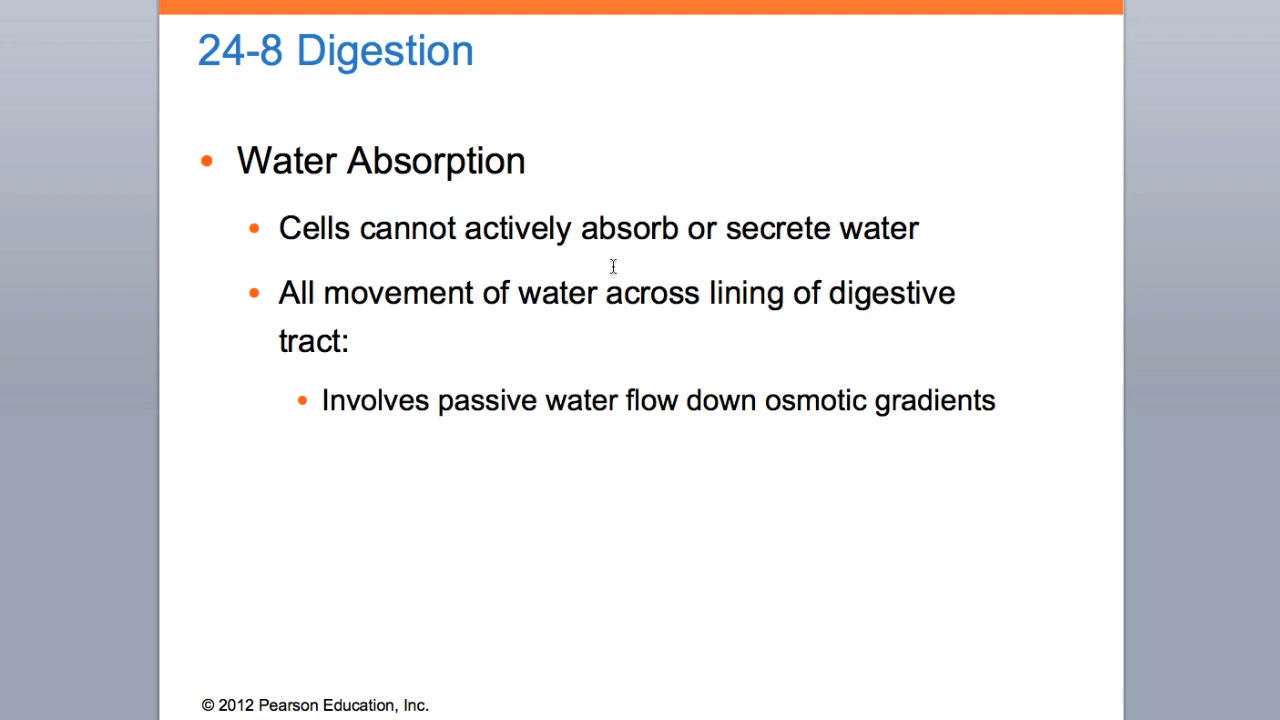 24-8 Digestion
• Water Absorption
• Cells cannot actively absorb or secrete water
• All movement of water across lining of digestive
tract:
• Involves passive water flow down osmotic gradients
© 2012 Pearson Education, Inc.